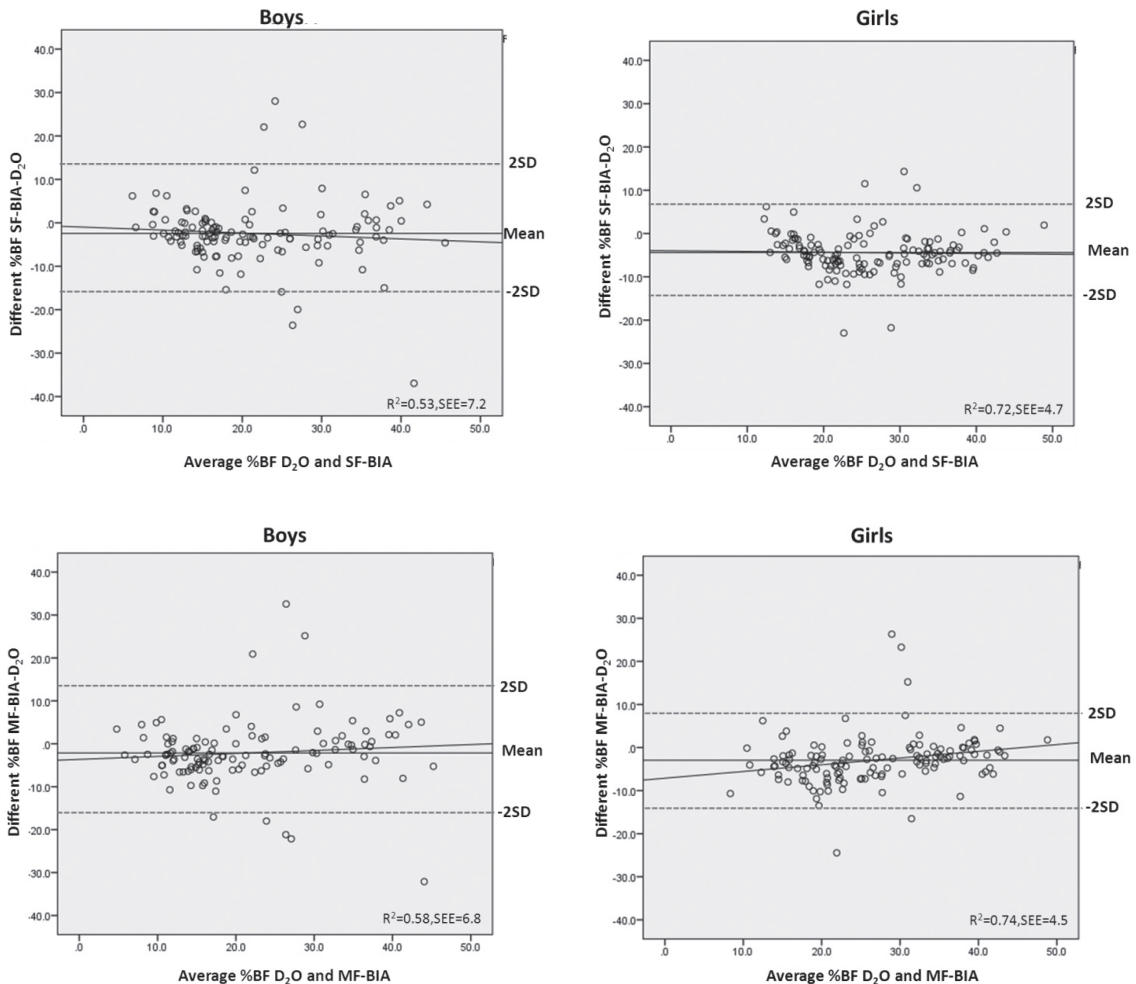 Boys
40.0
30.0
20.0
10.0
.0
-10.0
-20.0
-30.0
-40.0
Different %BF SF-BIA-D₂O
2SD
Mean
-2SD
R²=0.53,SEE=7.2
.0 10.0 20.0 30.0 40.0 50.0
Average %BF D₂O and SF-BIA
Girls
40.0
30.0
20.0
10.0
.0
-10.0
-20.0
-30.0
-40.0
Different %BF SF-BIA-D₂O
2SD
Mean
-2SD
R²=0.72,SEE=4.7
.0 10.0 20.0 30.0 40.0 50.0
Average %BF D₂O and SF-BIA
Boys
40.0
30.0
20.0
10.0
.0
-10.0
-20.0
-30.0
-40.0
Different %BF MF-BIA-D₂O
2SD
Mean
-2SD
R²=0.58,SEE=6.8
.0 10.0 20.0 30.0 40.0 50.0
Average %BF D₂O and MF-BIA
Girls
40.0
30.0
20.0
10.0
.0
-10.0
-20.0
-30.0
-40.0
Different %BF MF-BIA-D₂O
2SD
Mean
-2SD
R²=0.74,SEE=4.5
.0 10.0 20.0 30.0 40.0 50.0
Average %BF D₂O and MF-BIA